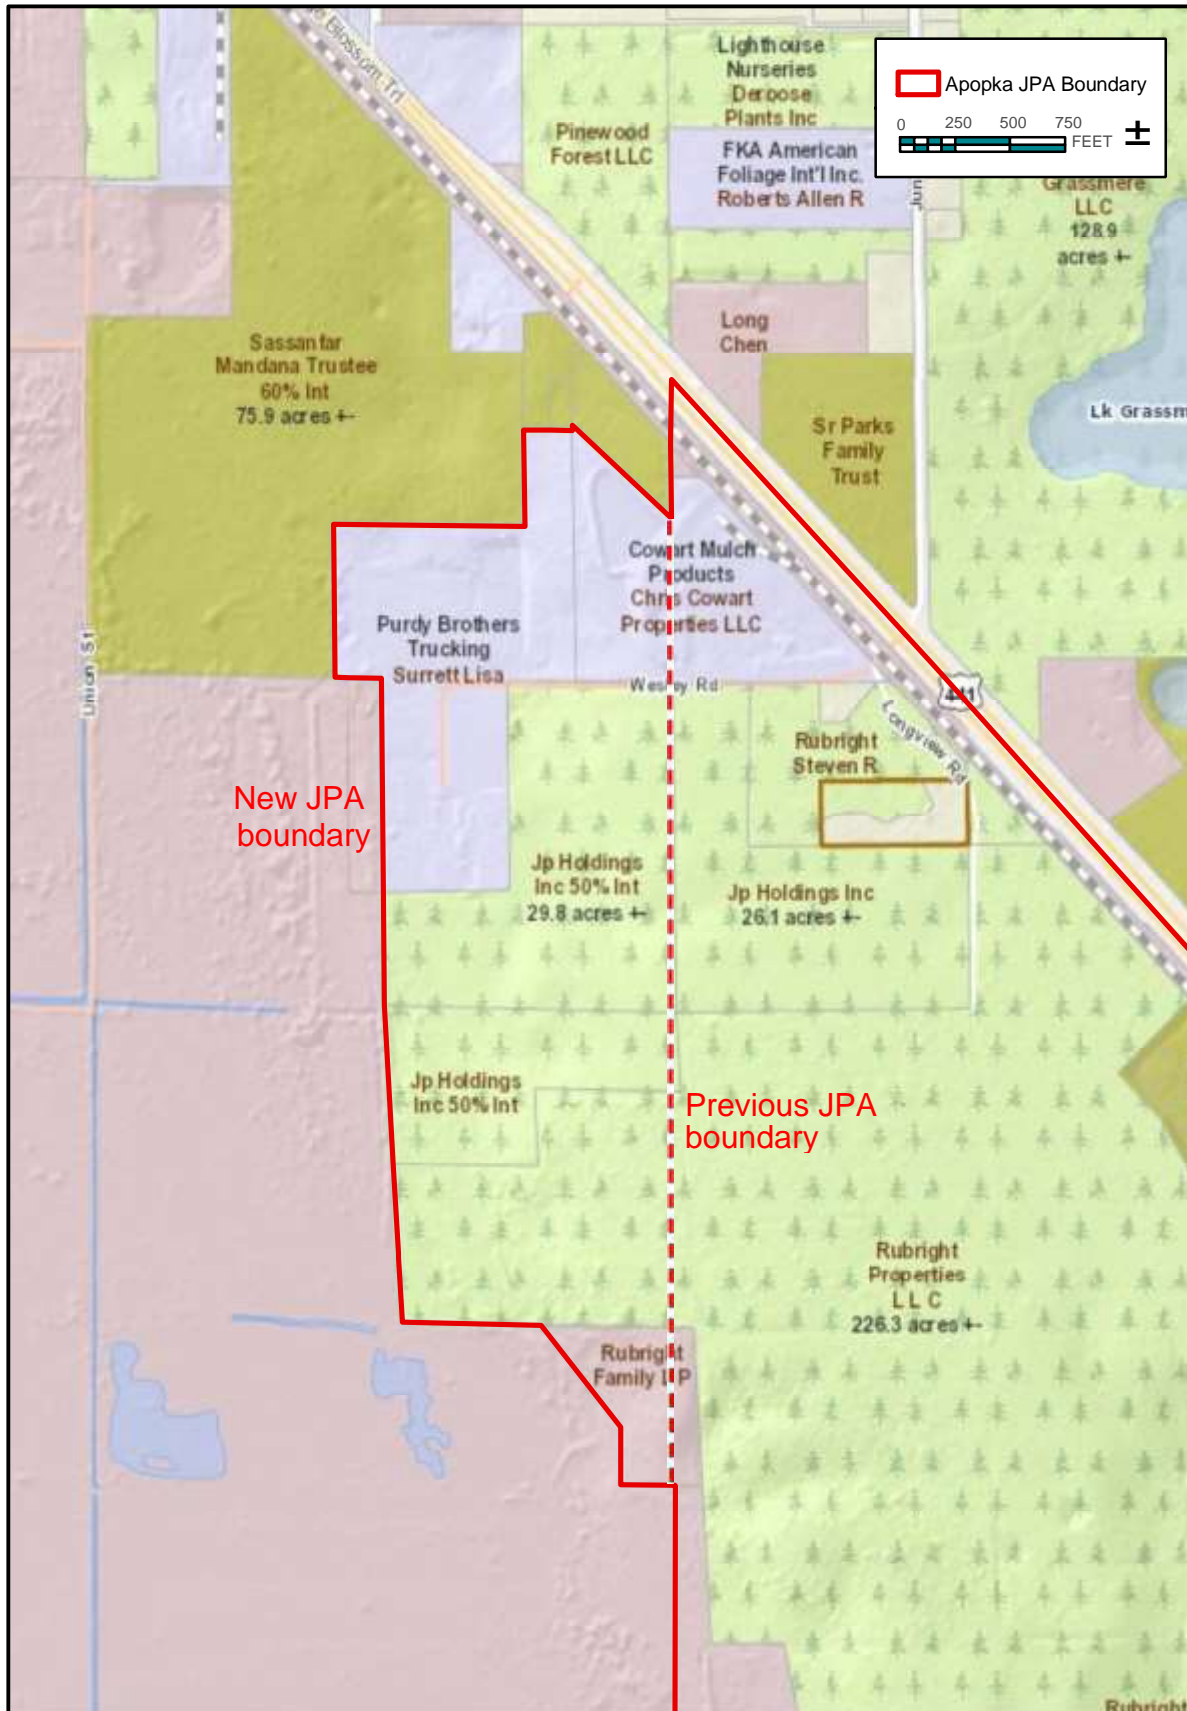 e Blossom Trl
Lighthouse
Nurseries
Deroose
Plants Inc
Apopka JPA Boundary
0 250 500 750
FEET
Pinewood
Forest LLC
FKA American
Foliage Int'l Inc.
Roberts Allen R
Jun
Grassmere
LLC
128.9
acres +-
Long
Chen
Sassanfar
Mandana Trustee
60% Int
75.9 acres +-
Lk Grassm
Sr Parks
Family
Trust
Cowart Mulch
Products
Chris Cowart
Properties LLC
Purdy Brothers
Trucking
Surrett Lisa
Union St
Wesley Rd
441
Longview Rd
Rubright
Steven R
New JPA
boundary
Jp Holdings
Inc 50% Int
29.8 acres +-
Jp Holdings Inc
26.1 acres +-
Jp Holdings
Inc 50% Int
Previous JPA
boundary
Rubright
Properties
L L C
226.3 acres +-
Rubright
Family LP
Rubright